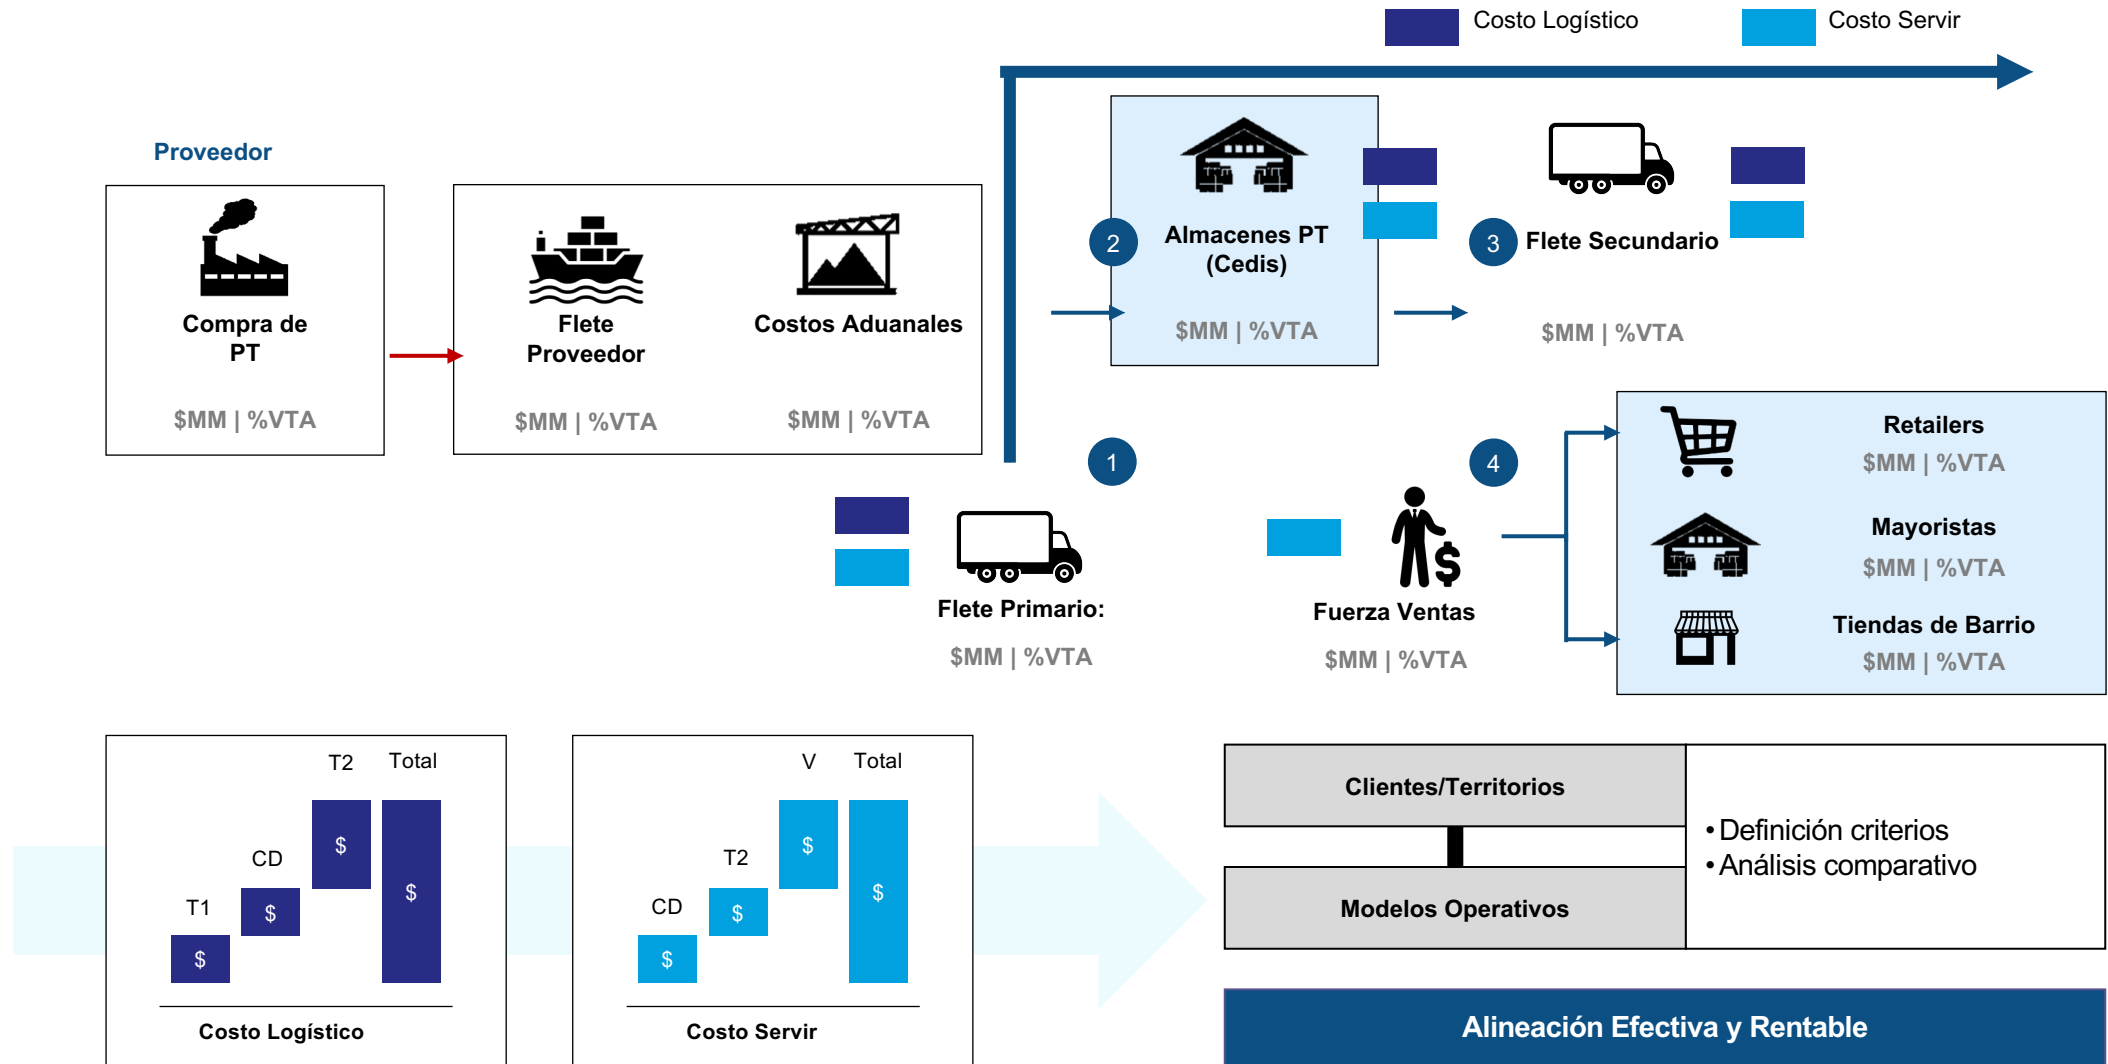 Costo Logístico
Costo Servir
Proveedor
Compra de
PT
$MM | %VTA
Flete
Proveedor
$MM | %VTA
Costos Aduanales
$MM | %VTA
2
Almacenes PT
(Cedis)
$MM | %VTA
3
Flete Secundario
$MM | %VTA
1
Flete Primario:
$MM | %VTA
4
$
Fuerza Ventas
$MM | %VTA
Retailers
$MM | %VTA
Mayoristas
$MM | %VTA
Tiendas de Barrio
$MM | %VTA
T1
CD
T2
Total
$
$
$
$
Costo Logístico
CD
T2
V
Total
$
$
$
$
Costo Servir
Clientes/Territorios
Modelos Operativos
• Definición criterios
• Análisis comparativo
Alineación Efectiva y Rentable